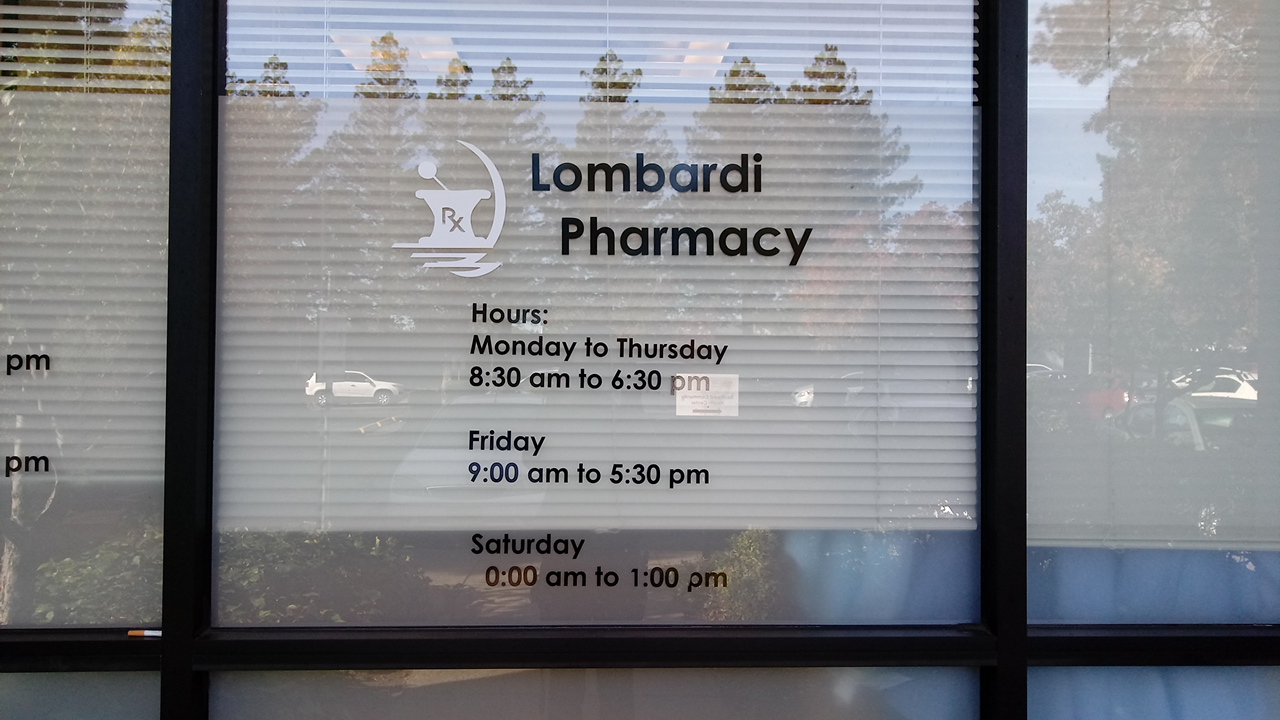 Lombardi
Pharmacy
Rx
Hours:
Monday to Thursday
8:30 am to 6:30 pm
Friday
9:00 am to 5:30 pm
Saturday
0:00 am to 1:00 pm
pm
pm